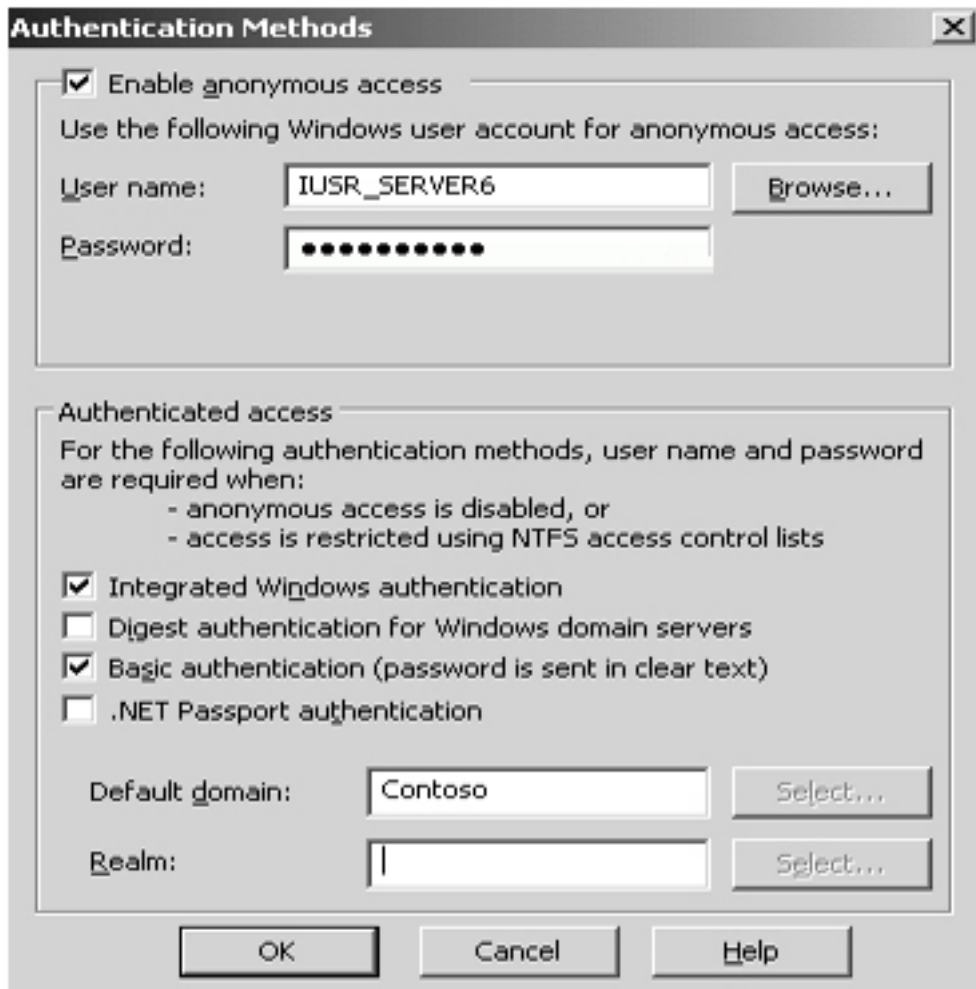 Authentication Methods
Enable anonymous access
Use the following Windows user account for anonymous access:
User name: IUSR_SERVER6 Browse...
Password: ●●●●●●●●●●
Authenticated access
For the following authentication methods, user name and password
are required when:
- anonymous access is disabled, or
- access is restricted using NTFS access control lists
Integrated Windows authentication
Digest authentication for Windows domain servers
Basic authentication (password is sent in clear text)
.NET Passport authentication
Default domain: Contoso Select...
Realm: Select...
OK Cancel Help